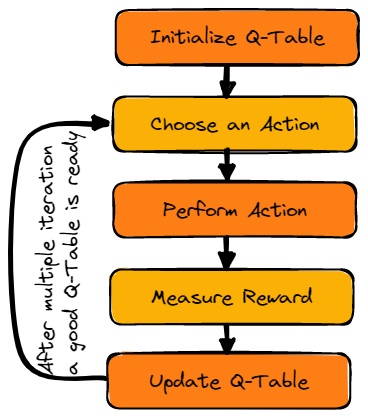 Initialize Q-Table
Choose an Action
Perform Action
Measure Reward
Update Q-Table
After multiple iteration
a good Q-Table is ready